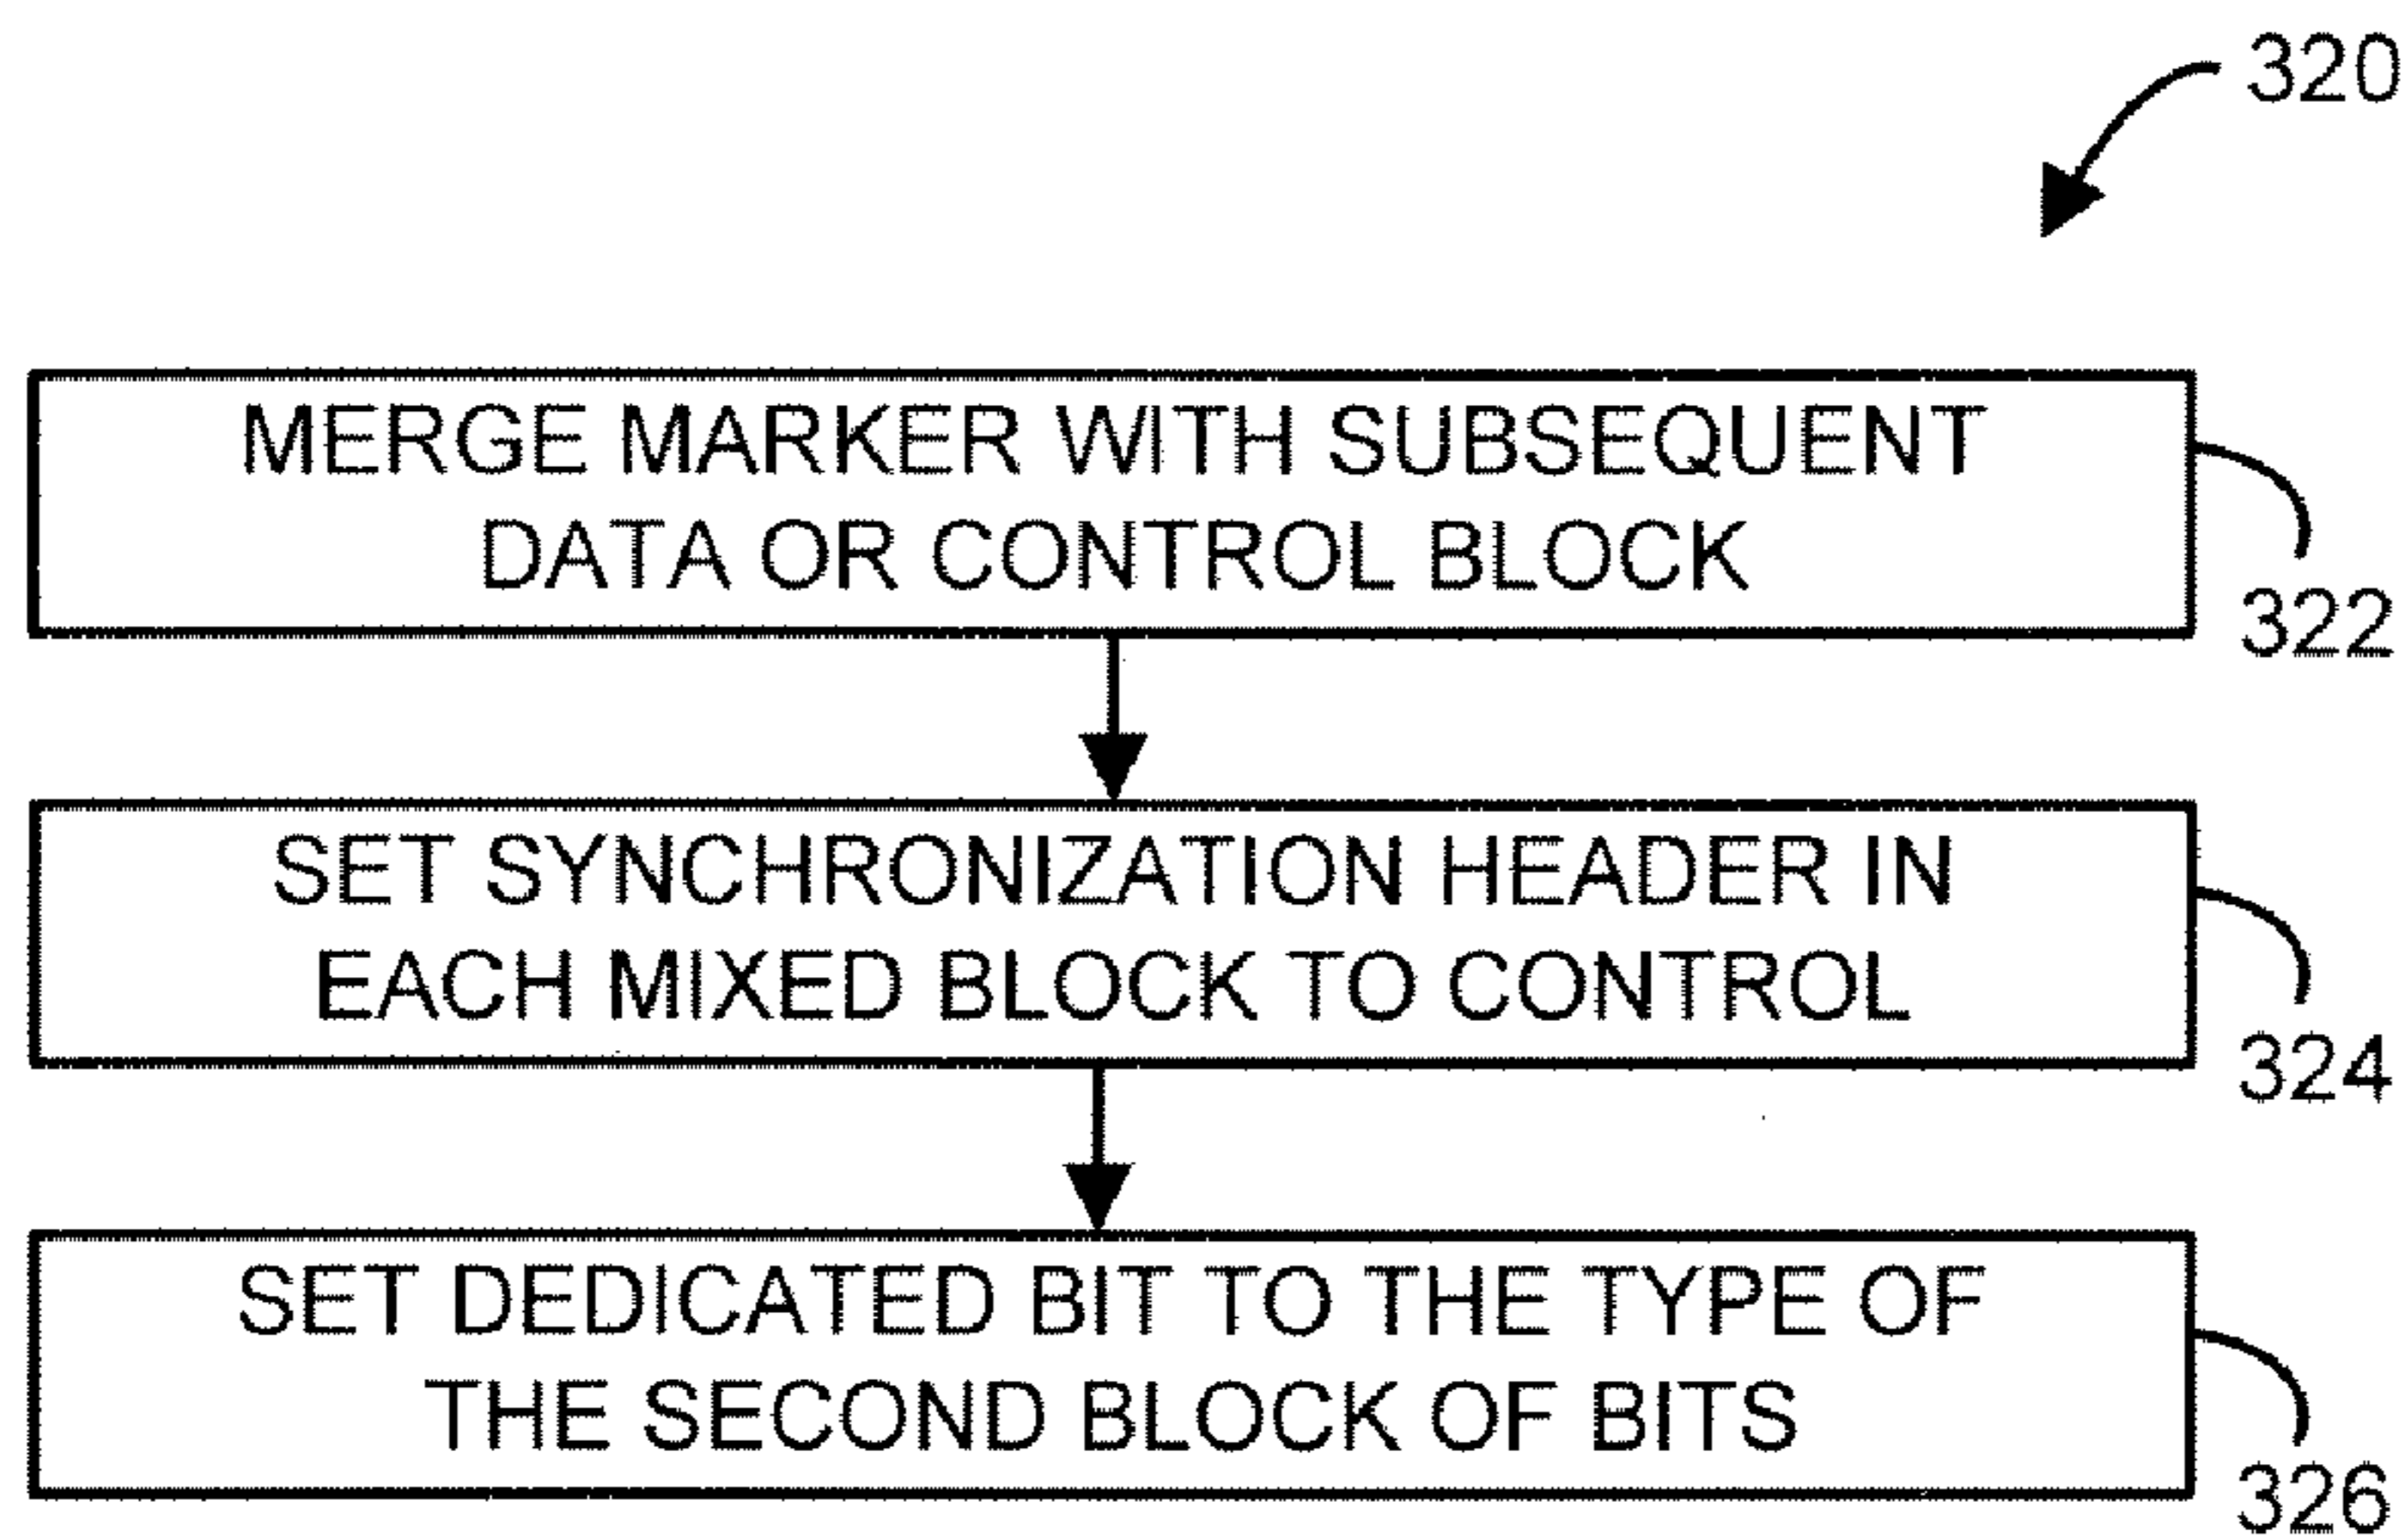 320
MERGE MARKER WITH SUBSEQUENT
DATA OR CONTROL BLOCK
322
SET SYNCHRONIZATION HEADER IN
EACH MIXED BLOCK TO CONTROL
324
SET DEDICATED BIT TO THE TYPE OF
THE SECOND BLOCK OF BITS
326